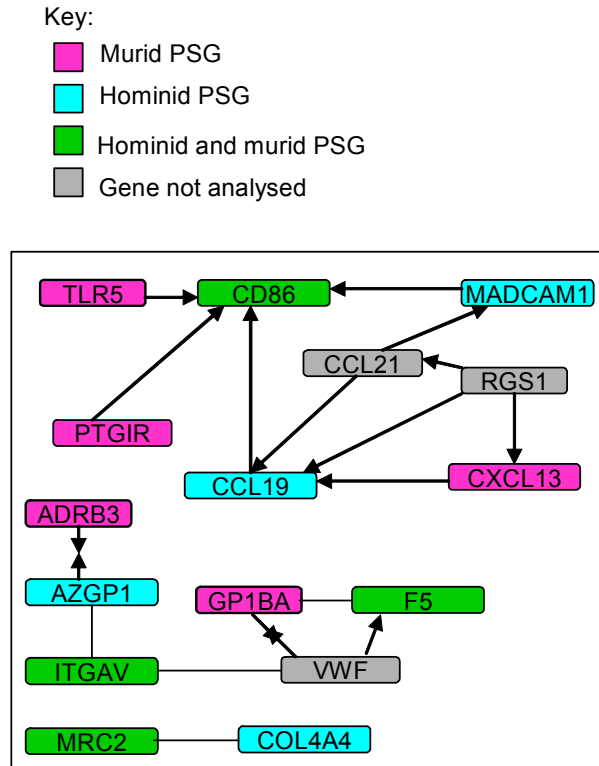 Key:
Murid PSG
Hominid PSG
Hominid and murid PSG
Gene not analysed
TLR5
CD86
MADCAM1
CCL21
RGS1
PTGIR
CCL19
CXCL13
ADRB3
AZGP1
GP1BA
F5
ITGAV
VWF
MRC2
COL4A4